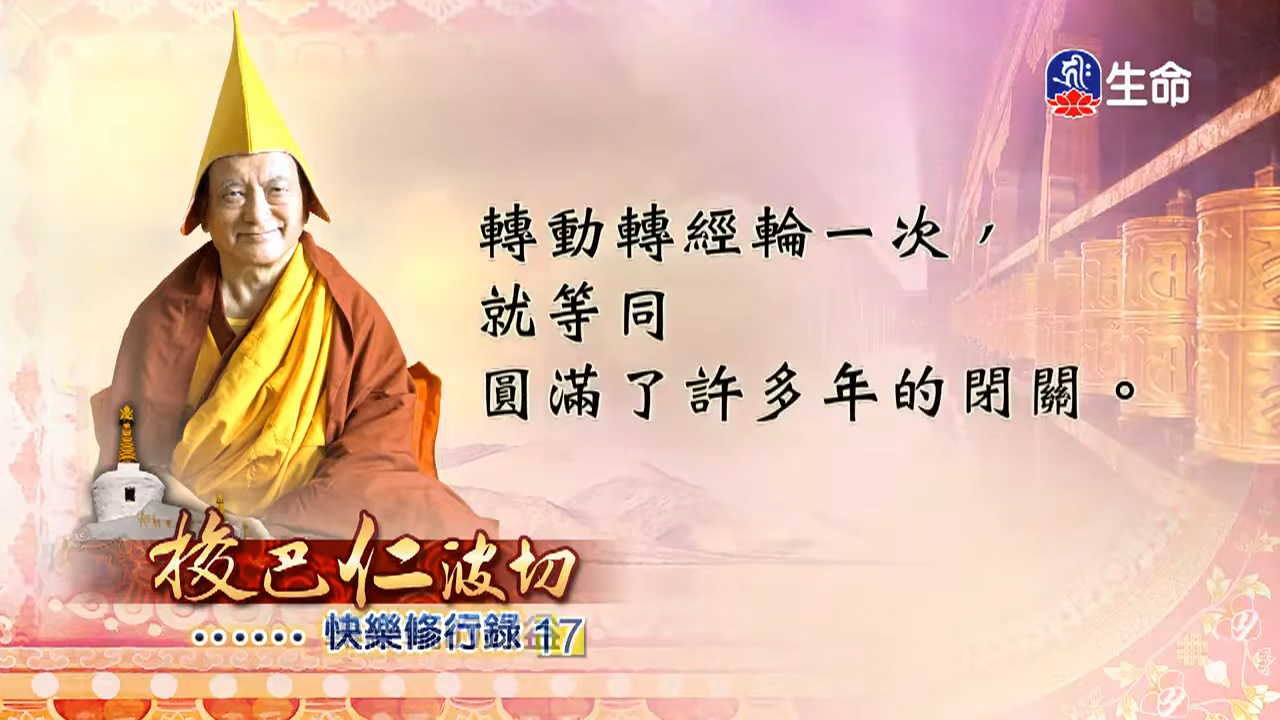 生命
轉動轉經輪一次，
就等同
圓滿了許多年的閉關。
梭巴仁波切
······ 快樂修行錄 17